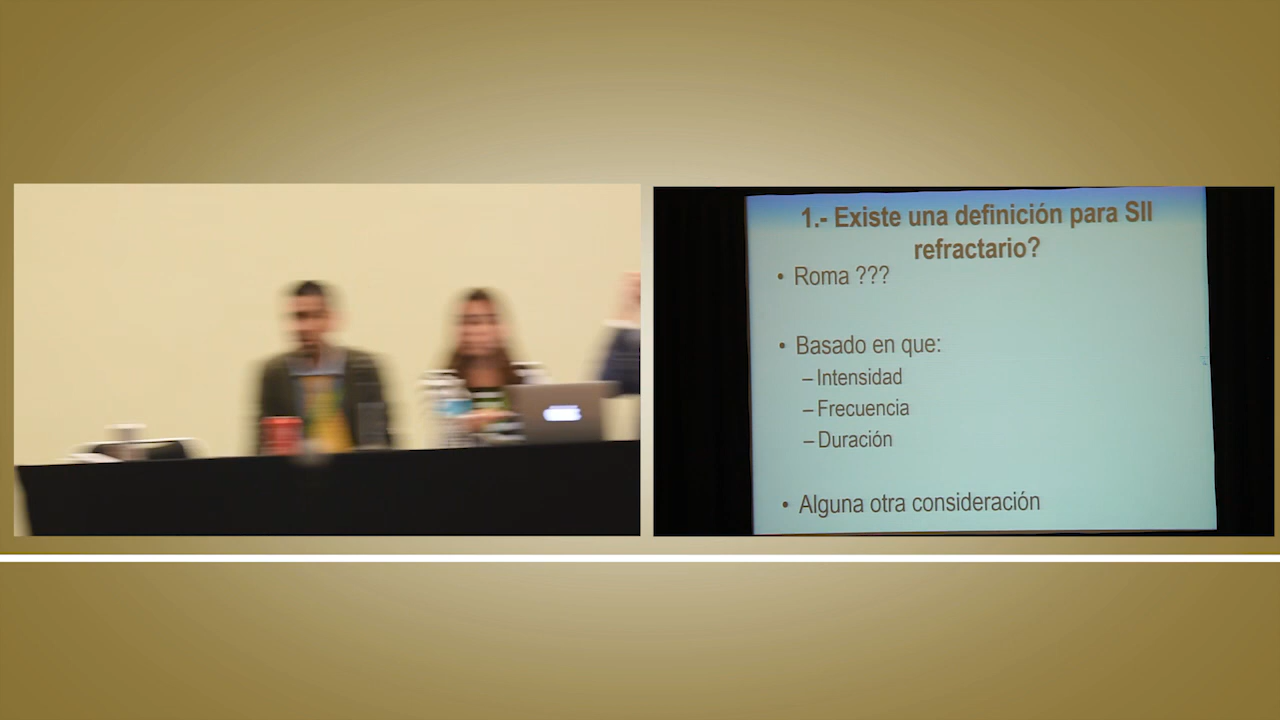 1.- Existe una definición para SII
refractario?
• Roma ???
• Basado en que:
– Intensidad
– Frecuencia
– Duración
• Alguna otra consideración